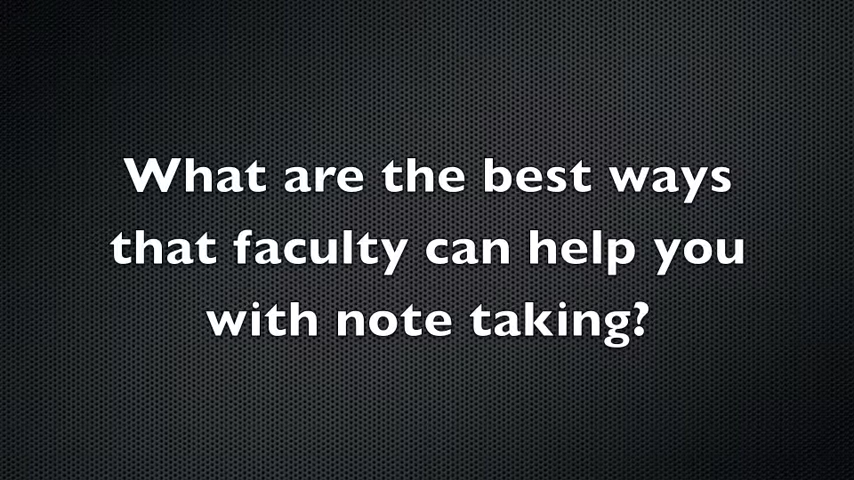 What are the best ways
that faculty can help you
with note taking?